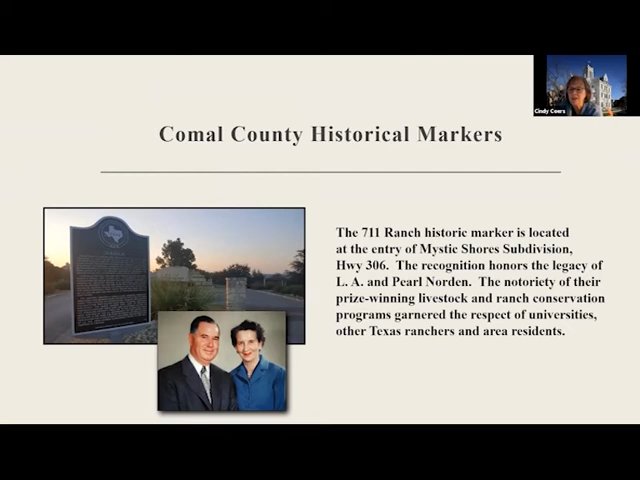 Cindy Coers
Comal County Historical Markers
The 711 Ranch historic marker is located
at the entry of Mystic Shores Subdivision,
Hwy 306. The recognition honors the legacy of
L. A. and Pearl Norden. The notoriety of their
prize-winning livestock and ranch conservation
programs garnered the respect of universities,
other Texas ranchers and area residents.